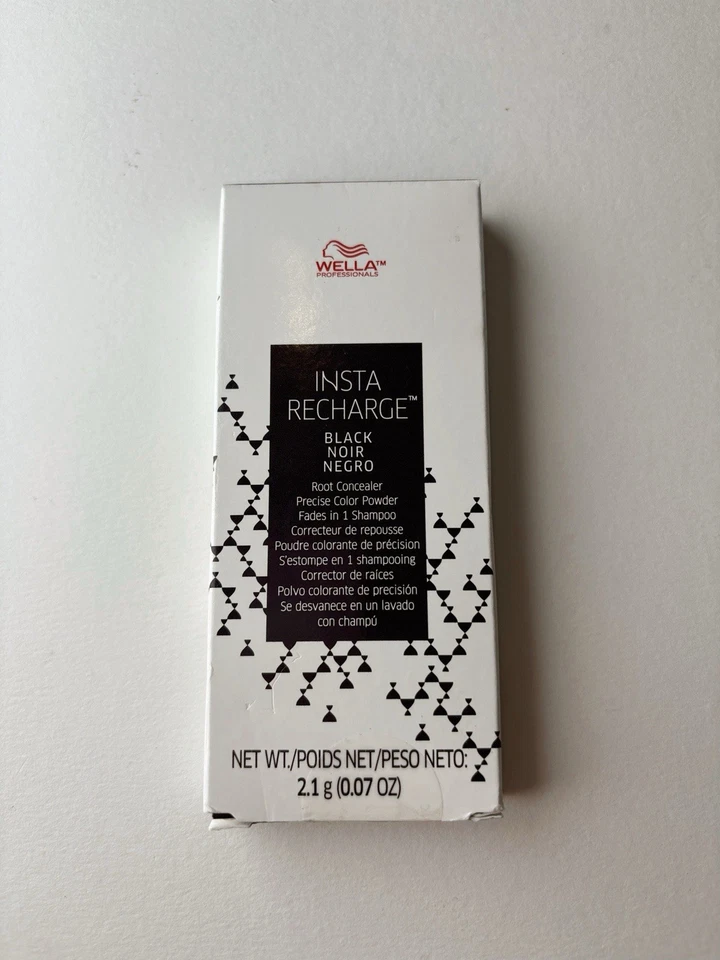 WELLA™
PROFESSIONALS
INSTA
RECHARGE™
BLACK
NOIR
NEGRO
Root Concealer
Precise Color Powder
Fades in 1 Shampoo
Correcteur de repousse
Poudre colorante de précision
S'estompe en 1 shampooing
Corrector de raíces
Polvo colorante de precisión
Se desvanece en un lavado
con champú
NET WT./POIDS NET/PESO NETO:
2.1 g (0.07 OZ)